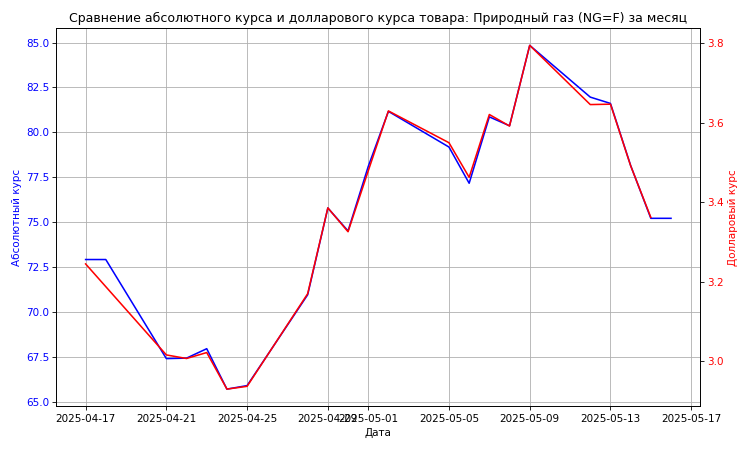 Сравнение абсолютного курса и долларового курса товара: Природный газ (NG=F) за месяц
Абсолютный курс
85.0
82.5
80.0
77.5
75.0
72.5
70.0
67.5
65.0
3.8
3.6
3.4
3.2
3.0
Долларовый курс
2025-04-17 2025-04-21 2025-04-25 2025-04-29 2025-05-01 2025-05-05 2025-05-09 2025-05-13 2025-05-17
Дата